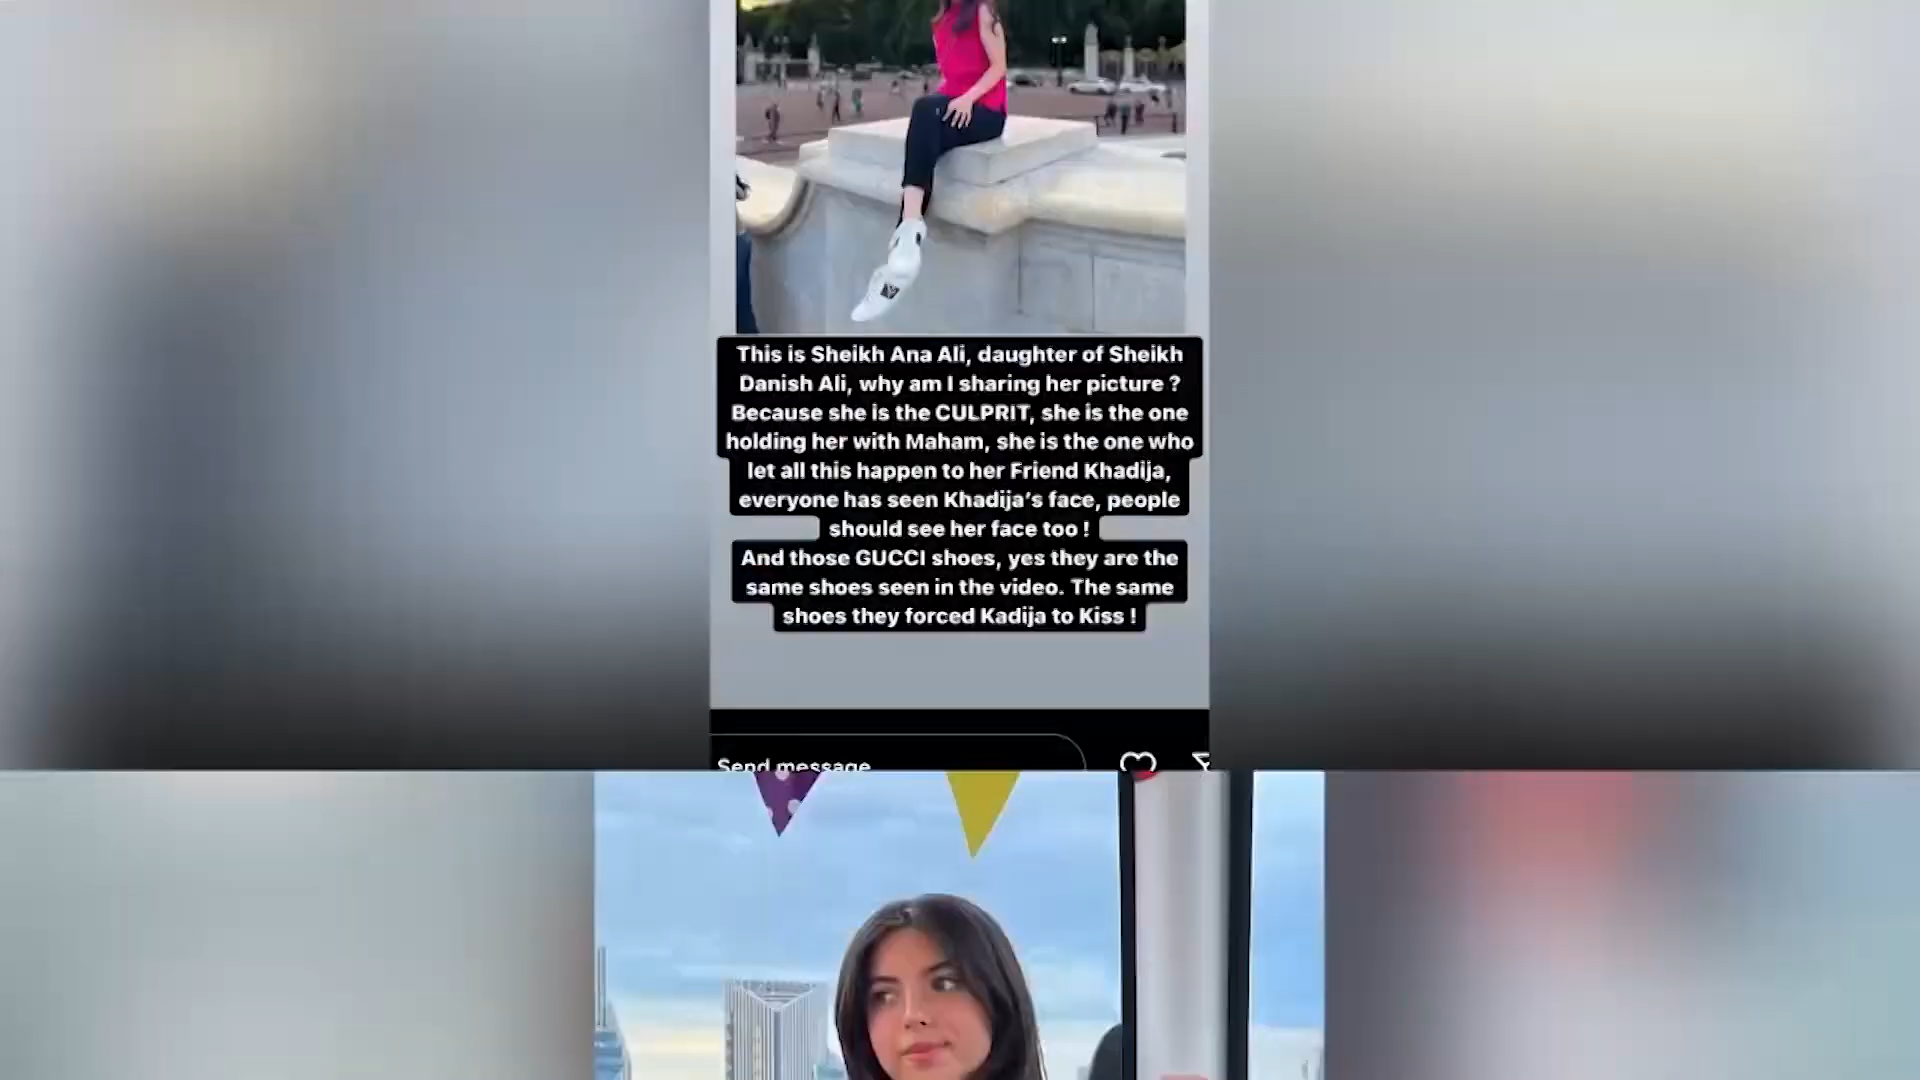 This is Sheikh Ana Ali, daughter of Sheikh
Danish Ali, why am I sharing her picture ?
Because she is the CULPRIT, she is the one
holding her with Maham, she is the one who
let all this happen to her Friend Khadija,
everyone has seen Khadija’s face, people
should see her face too !
And those GUCCI shoes, yes they are the
same shoes seen in the video. The same
shoes they forced Kadija to Kiss !
Send message